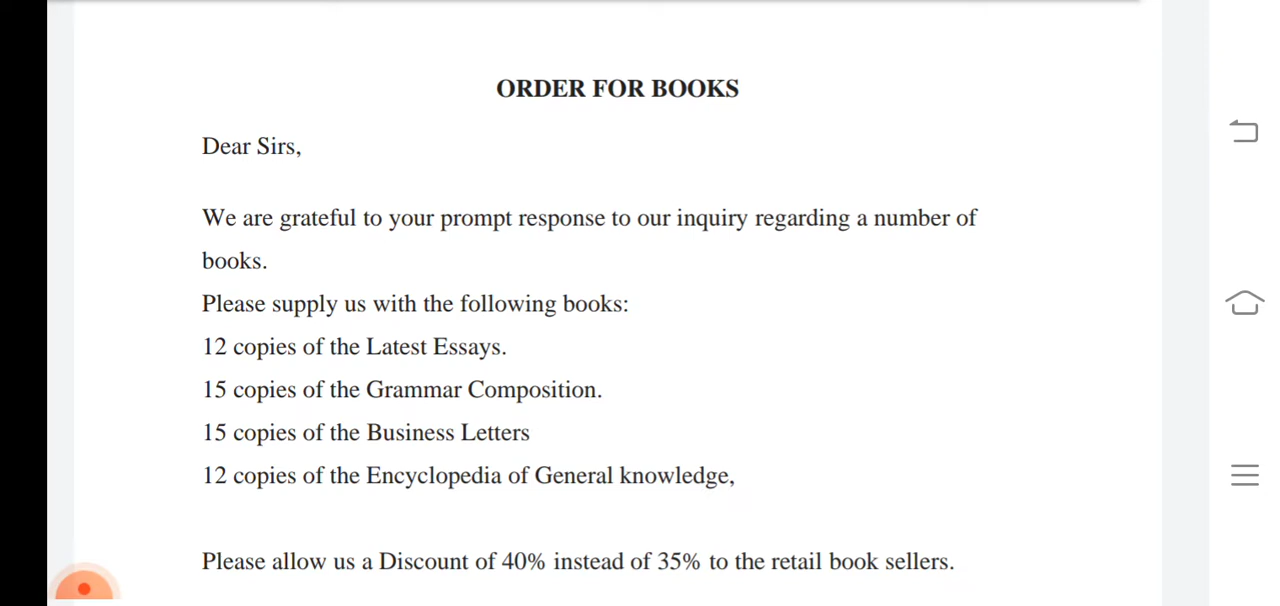 ORDER FOR BOOKS
Dear Sirs,
We are grateful to your prompt response to our inquiry regarding a number of
books.
Please supply us with the following books:
12 copies of the Latest Essays.
15 copies of the Grammar Composition.
15 copies of the Business Letters
12 copies of the Encyclopedia of General knowledge,
Please allow us a Discount of 40% instead of 35% to the retail book sellers.